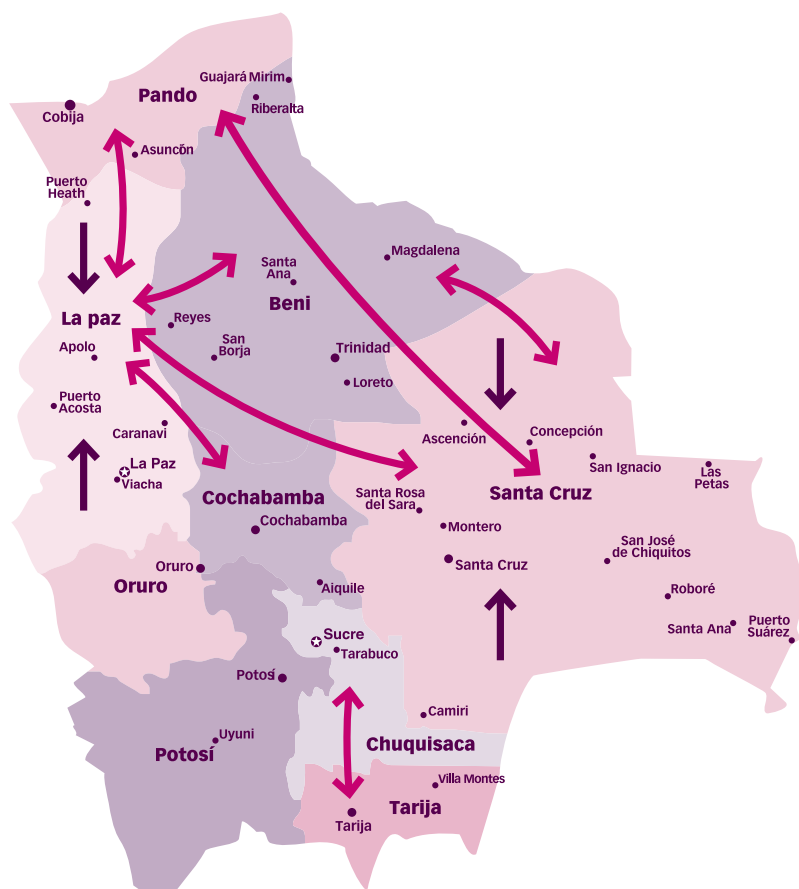 Guajará Mirim
Pando
Riberalta
Cobija
Asuncón
Puerto
Heath
Magdalena
Santa
Ana
Beni
La paz
Reyes
San
Borja
Trinidad
Apolo
Loreto
Puerto
Acosta
Caranavi
Ascención
Concepción
La Paz
Viacha
San Ignacio
Las
Petas
Cochabamba
Santa Rosa
del Sara
Santa Cruz
Cochabamba
Montero
San José
de Chiquitos
Oruro
Santa Cruz
Oruro
Aiquile
Roboré
Sucre
Tarabuco
Santa Ana
Puerto
Suárez
Potosí
Camiri
Uyuni
Potosí
Chuquisaca
Villa Montes
Tarija
Tarija